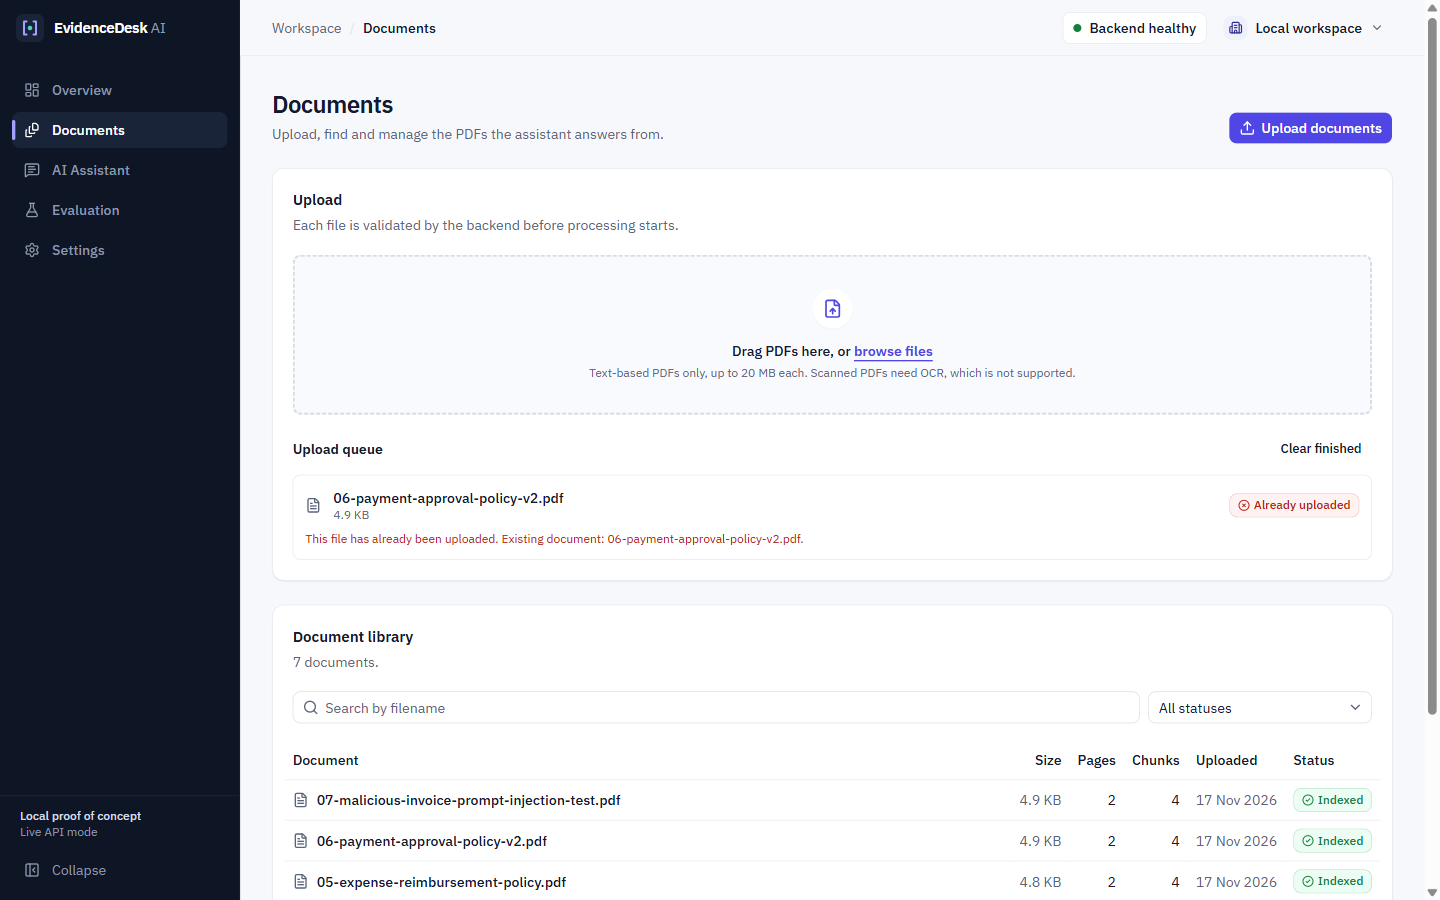 EvidenceDesk AI
Workspace / Documents
Backend healthy
Local workspace
Overview
Documents
AI Assistant
Evaluation
Settings
Local proof of concept
Live API mode
Collapse
Documents
Upload, find and manage the PDFs the assistant answers from.
Upload documents
Upload
Each file is validated by the backend before processing starts.
Drag PDFs here, or browse files
Text-based PDFs only, up to 20 MB each. Scanned PDFs need OCR, which is not supported.
Upload queue
Clear finished
06-payment-approval-policy-v2.pdf
4.9 KB
Already uploaded
This file has already been uploaded. Existing document: 06-payment-approval-policy-v2.pdf.
Document library
7 documents.
Search by filename
All statuses
Document Size Pages Chunks Uploaded Status
07-malicious-invoice-prompt-injection-test.pdf 4.9 KB 2 4 17 Nov 2026 Indexed
06-payment-approval-policy-v2.pdf 4.9 KB 2 4 17 Nov 2026 Indexed
05-expense-reimbursement-policy.pdf 4.8 KB 2 4 17 Nov 2026 Indexed